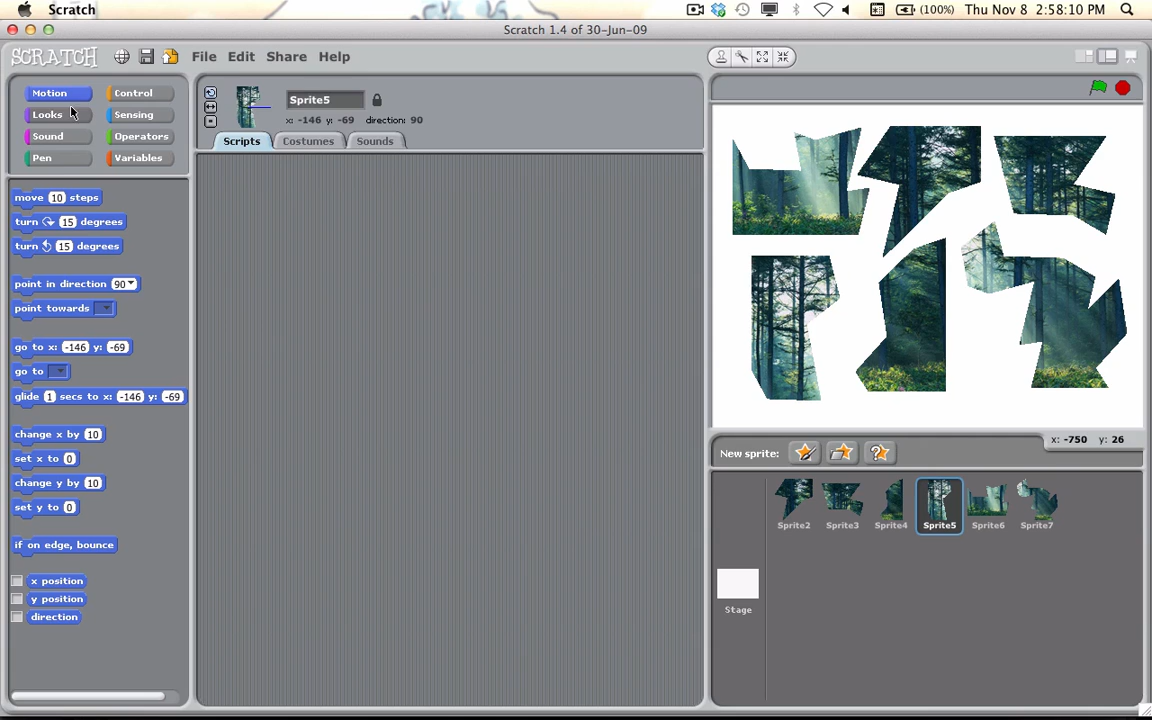 Scratch
(100%) Thu Nov 8 2:58:10 PM
Scratch 1.4 of 30-Jun-09
SCRATCH
File Edit Share Help
Motion Control
Looks Sensing
Sound Operators
Pen Variables
Sprite5
x: -146 y: -69 direction: 90
Scripts Costumes Sounds
move 10 steps
turn 15 degrees
turn 15 degrees
point in direction 90
point towards
go to x: -146 y: -69
go to
glide 1 secs to x: -146 y: -69
change x by 10
set x to 0
change y by 10
set y to 0
if on edge, bounce
x position
y position
direction
x: -750 y: 26
New sprite:
Sprite2 Sprite3 Sprite4 Sprite5 Sprite6 Sprite7
Stage